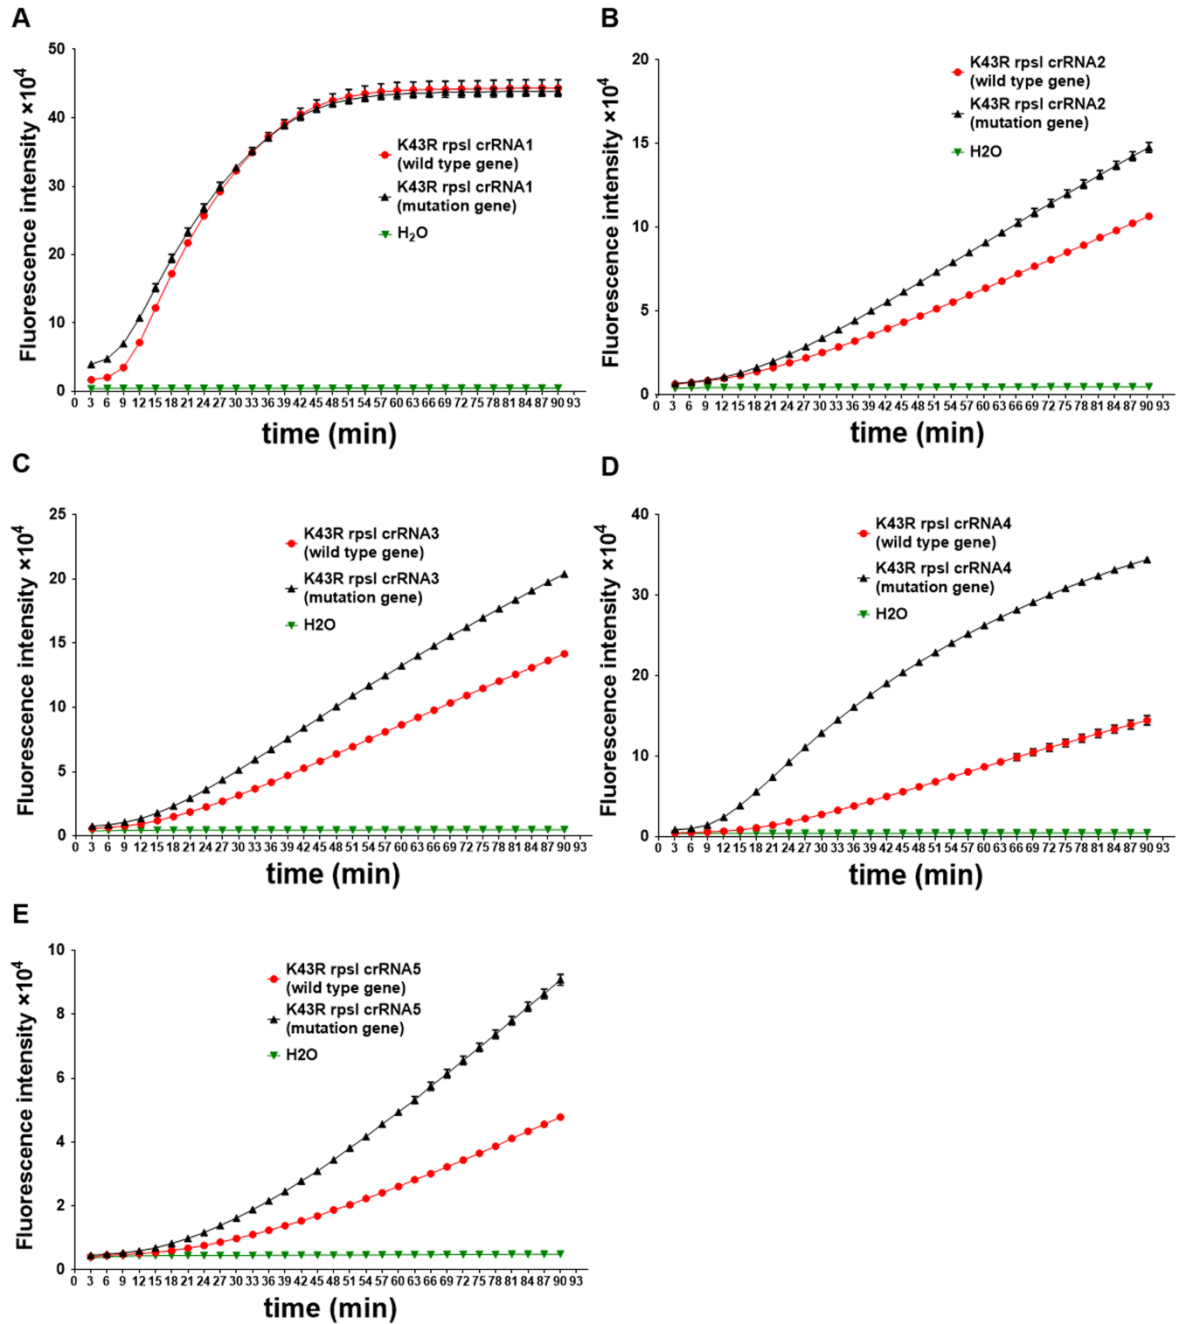 A
Fluorescence intensity ×10⁴
50
40
30
20
10
0
K43R rpsl crRNA1
(wild type gene)
K43R rpsl crRNA1
(mutation gene)
H₂O
0 3 6 9 12 15 18 21 24 27 30 33 36 39 42 45 48 51 54 57 60 63 66 69 72 75 78 81 84 87 90 93
time (min)
B
Fluorescence intensity ×10⁴
20
15
10
5
0
K43R rpsl crRNA2
(wild type gene)
K43R rpsl crRNA2
(mutation gene)
H2O
0 3 6 9 12 15 18 21 24 27 30 33 36 39 42 45 48 51 54 57 60 63 66 69 72 75 78 81 84 87 90 93
time (min)
C
Fluorescence intensity ×10⁴
25
20
15
10
5
0
K43R rpsl crRNA3
(wild type gene)
K43R rpsl crRNA3
(mutation gene)
H2O
0 3 6 9 12 15 18 21 24 27 30 33 36 39 42 45 48 51 54 57 60 63 66 69 72 75 78 81 84 87 90 93
time (min)
D
Fluorescence intensity ×10⁴
40
30
20
10
0
K43R rpsl crRNA4
(wild type gene)
K43R rpsl crRNA4
(mutation gene)
H2O
0 3 6 9 12 15 18 21 24 27 30 33 36 39 42 45 48 51 54 57 60 63 66 69 72 75 78 81 84 87 90 93
time (min)
E
Fluorescence intensity ×10⁴
10
8
6
4
2
0
K43R rpsl crRNA5
(wild type gene)
K43R rpsl crRNA5
(mutation gene)
H2O
0 3 6 9 12 15 18 21 24 27 30 33 36 39 42 45 48 51 54 57 60 63 66 69 72 75 78 81 84 87 90 93
time (min)